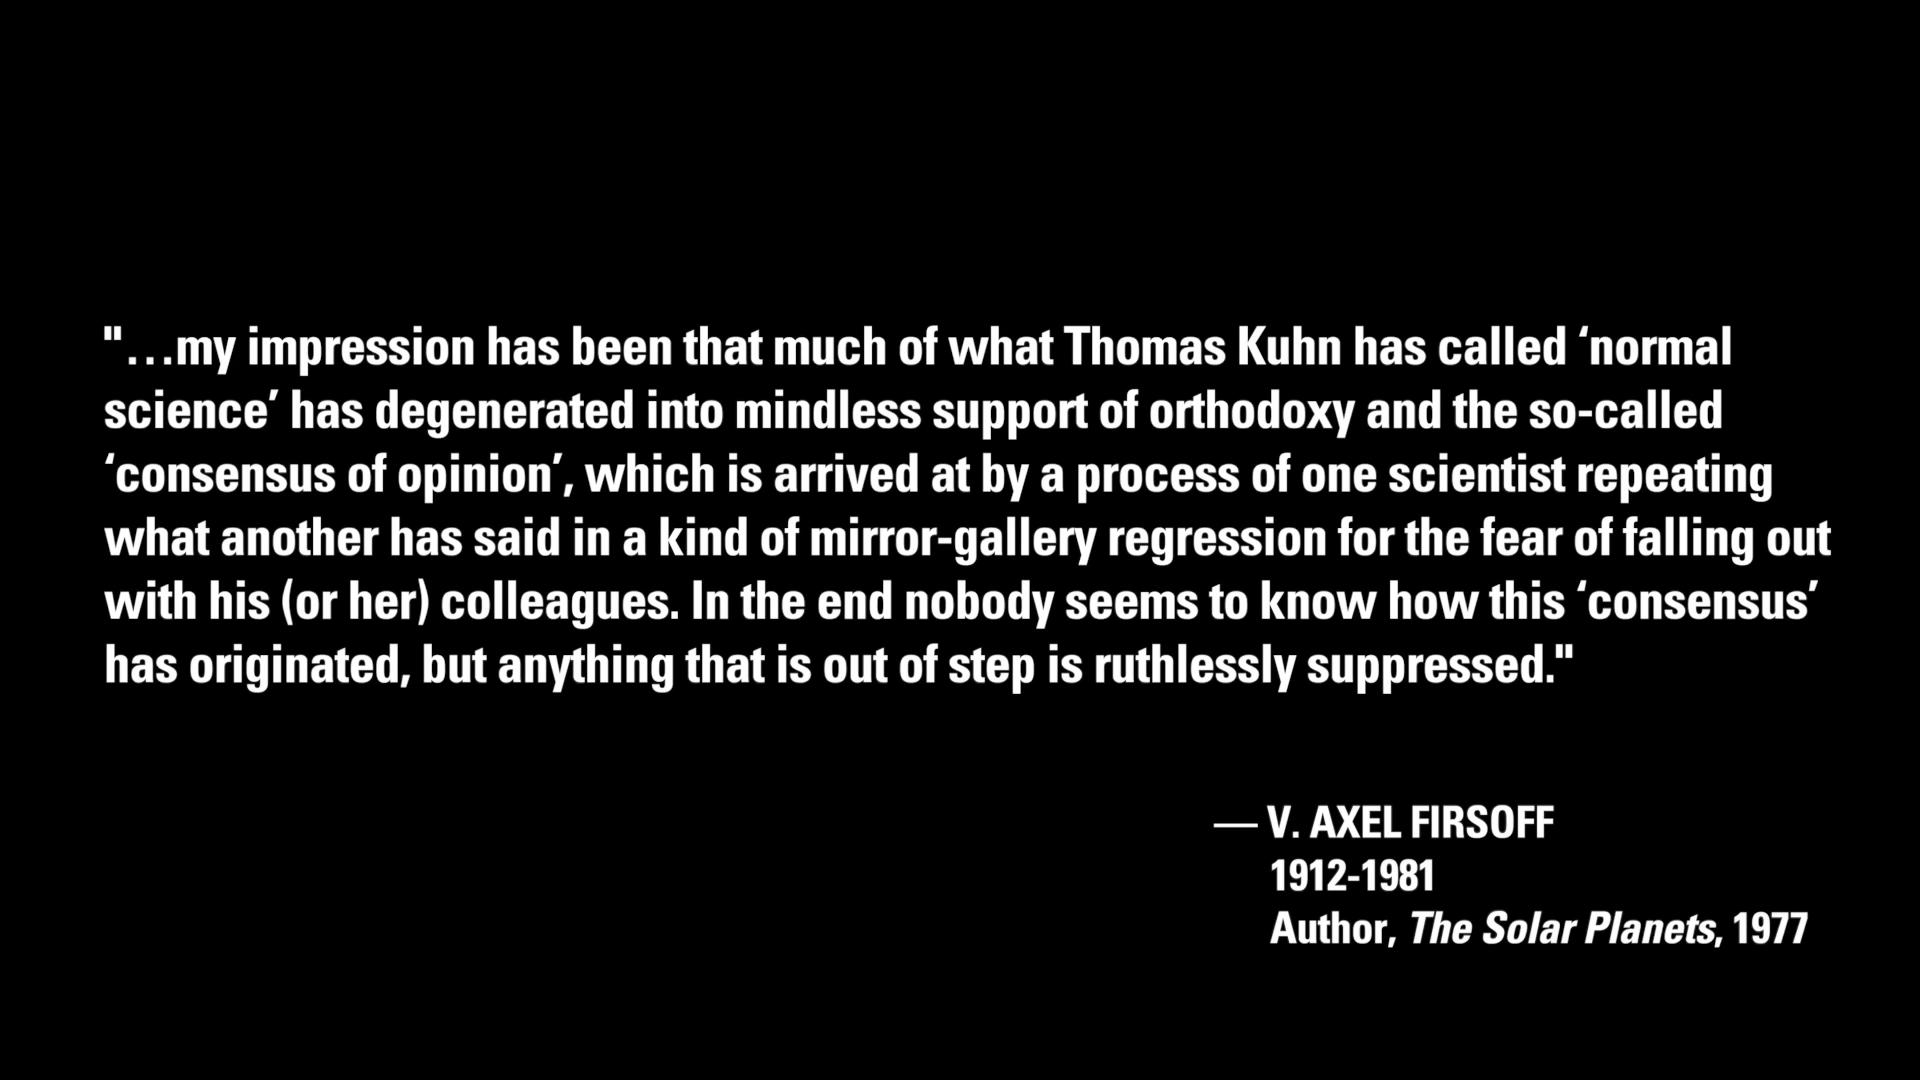 "…my impression has been that much of what Thomas Kuhn has called ‘normal
science’ has degenerated into mindless support of orthodoxy and the so-called
‘consensus of opinion’, which is arrived at by a process of one scientist repeating
what another has said in a kind of mirror-gallery regression for the fear of falling out
with his (or her) colleagues. In the end nobody seems to know how this ‘consensus’
has originated, but anything that is out of step is ruthlessly suppressed."
— V. AXEL FIRSOFF
1912-1981
Author, The Solar Planets, 1977